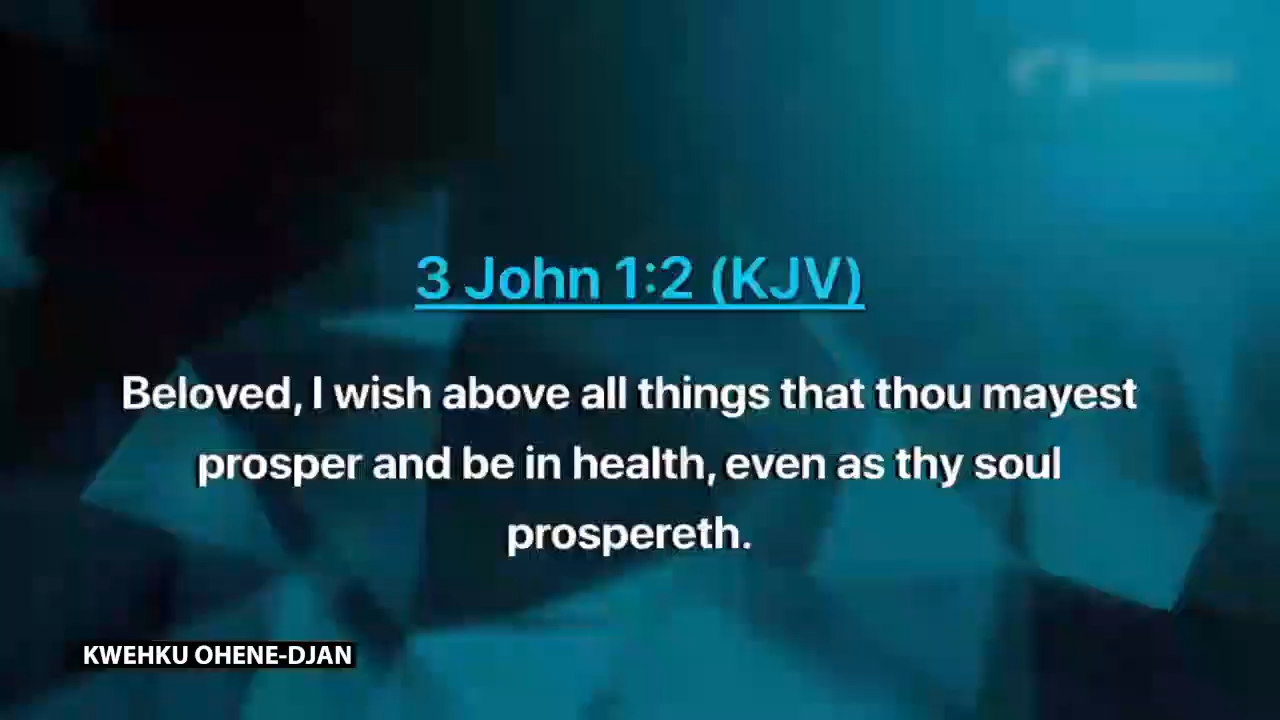 3 John 1:2 (KJV)
Beloved, I wish above all things that thou mayest
prosper and be in health, even as thy soul
prospereth.
KWEHKU OHENE-DJAN